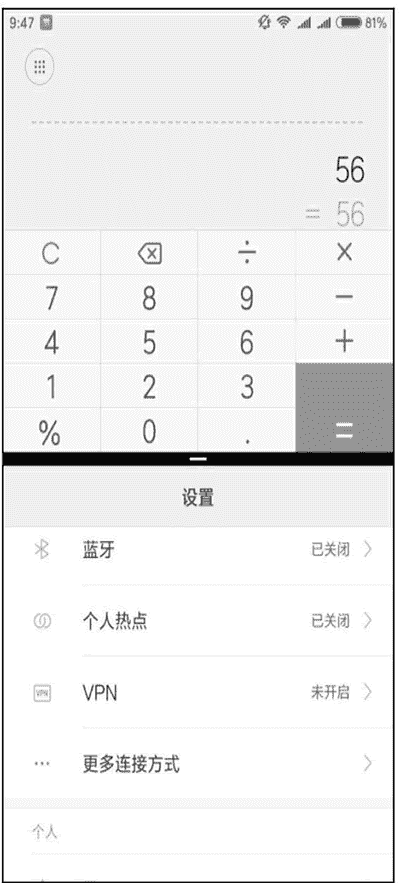 9:47 81%
56
= 56
C ÷ ×
7 8 9 −
4 5 6 +
1 2 3
% 0 . =
设置
蓝牙 已关闭
个人热点 已关闭
VPN VPN 未开启
更多连接方式
个人